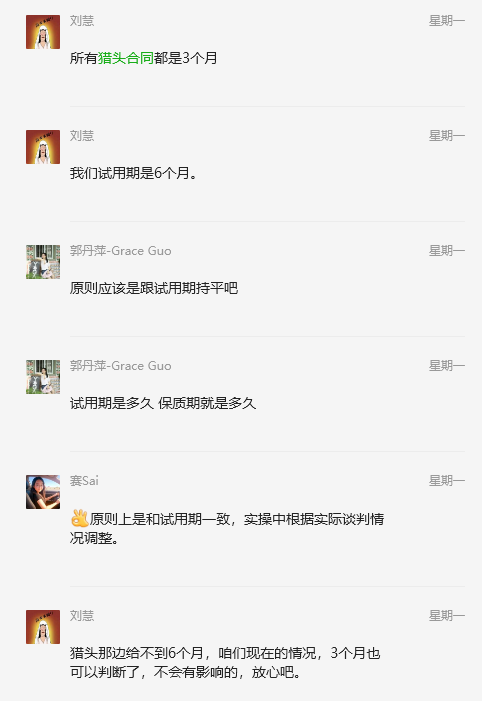 刘慧 星期一
所有猎头合同都是3个月
刘慧 星期一
我们试用期是6个月。
郭丹萍-Grace Guo 星期一
原则应该是跟试用期持平吧
郭丹萍-Grace Guo 星期一
试用期是多久 保质期就是多久
赛Sai 星期一
👌原则上是和试用期一致，实操中根据实际谈判情
况调整。
刘慧 星期一
猎头那边给不到6个月，咱们现在的情况，3个月也
可以判断了，不会有影响的，放心吧。